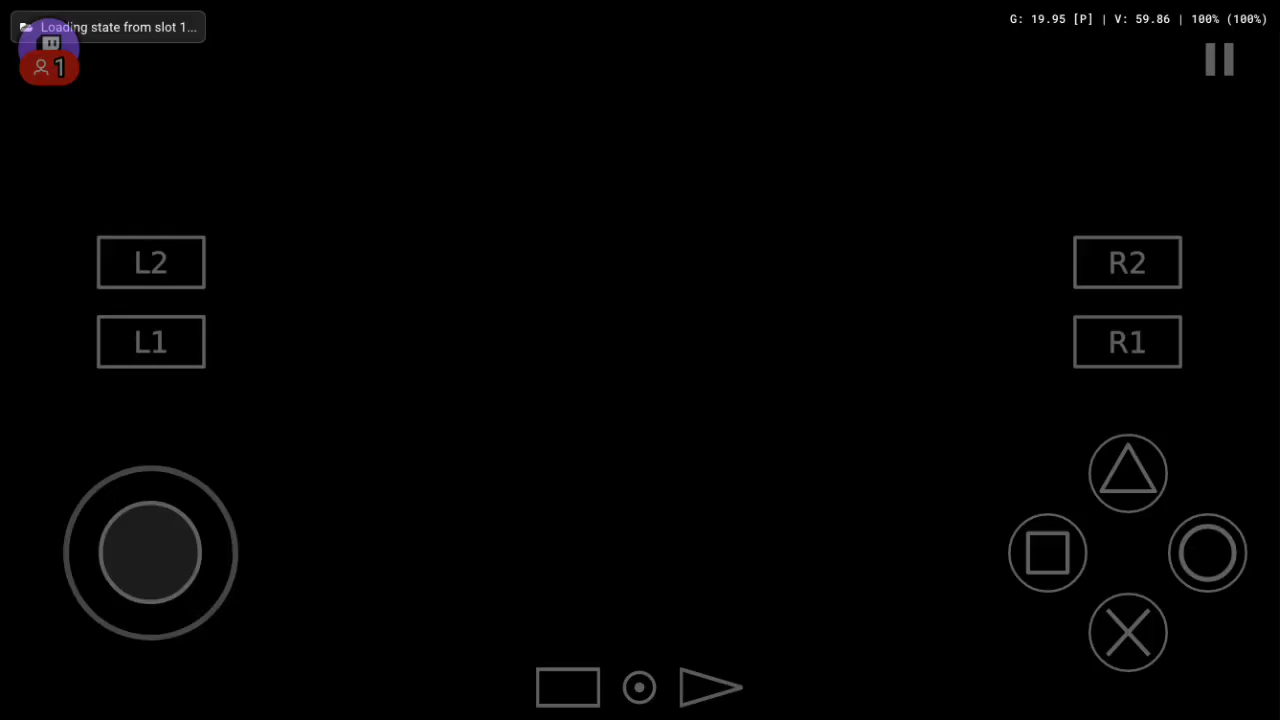 Loading state from slot 1...
G: 19.95 [P] | V: 59.86 | 100% (100%)
1
L2
R2
L1
R1